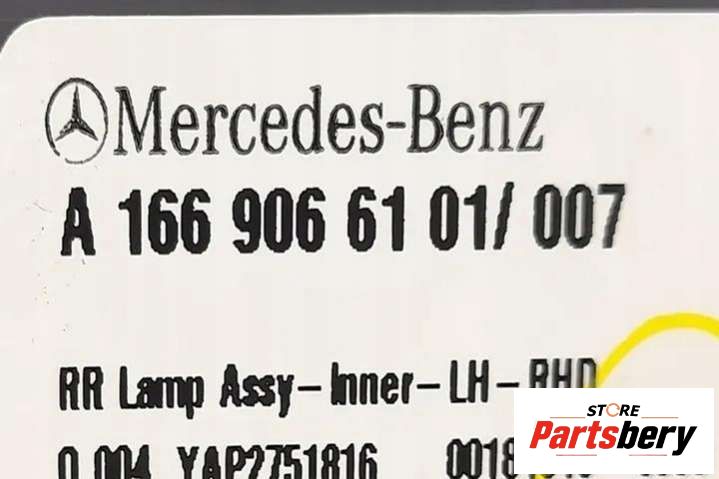 Mercedes-Benz
A 166 906 61 01/ 007
RR Lamp Assy-Inner-LH-RHD
0.004 YAP2751816
STORE
Partsbery